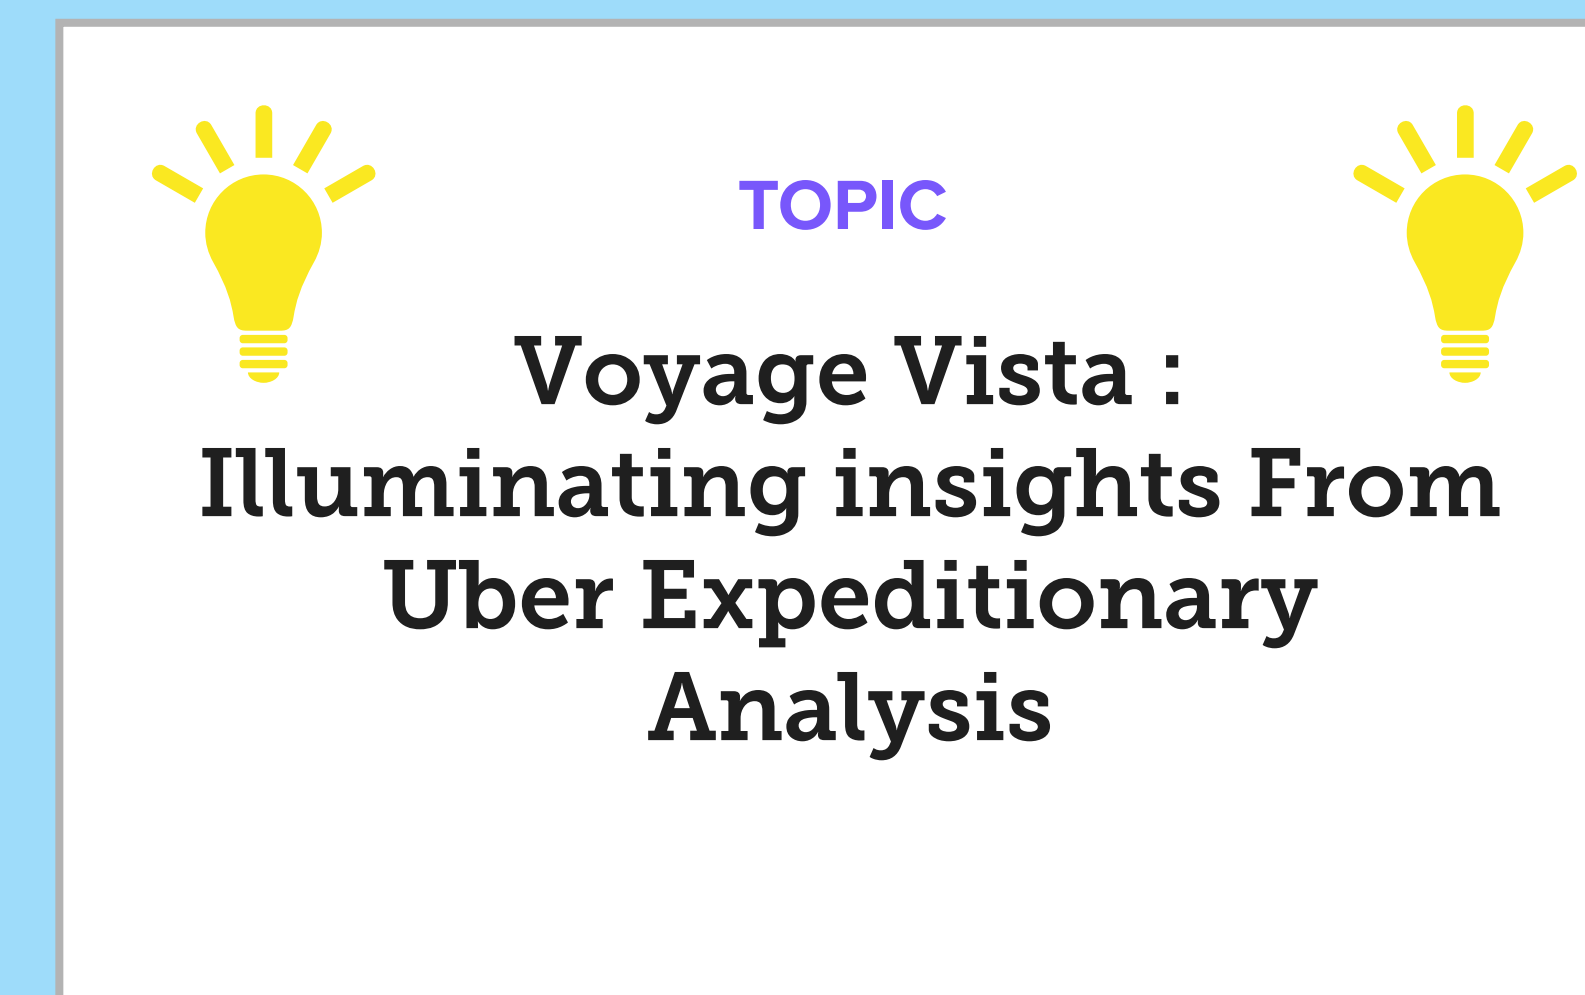 TOPIC
Voyage Vista :
Illuminating insights From
Uber Expeditionary
Analysis